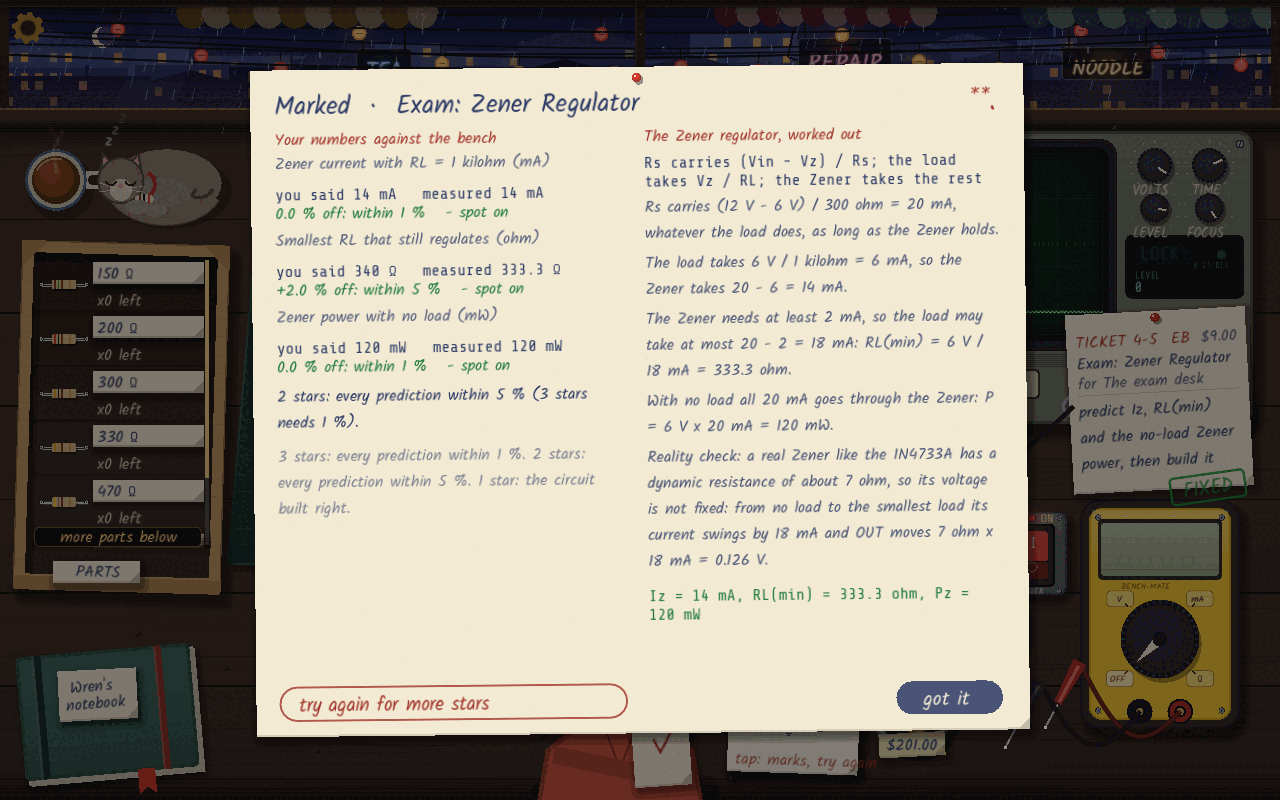 TEA
REPAIR
NOODLE
Marked · Exam: Zener Regulator
**.
Your numbers against the bench
Zener current with RL = 1 kilohm (mA)
you said 14 mA measured 14 mA
0.0 % off: within 1 % - spot on
Smallest RL that still regulates (ohm)
you said 340 Ω measured 333.3 Ω
+2.0 % off: within 5 % - spot on
Zener power with no load (mW)
you said 120 mW measured 120 mW
0.0 % off: within 1 % - spot on
2 stars: every prediction within 5 % (3 stars
needs 1 %).
3 stars: every prediction within 1 %. 2 stars:
every prediction within 5 %. 1 star: the circuit
built right.
The Zener regulator, worked out
Rs carries (Vin - Vz) / Rs; the load
takes Vz / RL; the Zener takes the rest
Rs carries (12 V - 6 V) / 300 ohm = 20 mA,
whatever the load does, as long as the Zener holds.
The load takes 6 V / 1 kilohm = 6 mA, so the
Zener takes 20 - 6 = 14 mA.
The Zener needs at least 2 mA, so the load may
take at most 20 - 2 = 18 mA: RL(min) = 6 V /
18 mA = 333.3 ohm.
With no load all 20 mA goes through the Zener: P
= 6 V x 20 mA = 120 mW.
Reality check: a real Zener like the 1N4733A has a
dynamic resistance of about 7 ohm, so its voltage
is not fixed: from no load to the smallest load its
current swings by 18 mA and OUT moves 7 ohm x
18 mA = 0.126 V.
Iz = 14 mA, RL(min) = 333.3 ohm, Pz =
120 mW
try again for more stars
got it
150 Ω
x0 left
200 Ω
x0 left
300 Ω
x0 left
330 Ω
x0 left
470 Ω
x0 left
more parts below
PARTS
Wren's
notebook
z
z
z
VOLTS TIME
LEVEL FOCUS
LOCK
LEVEL
0
TICKET 4-5 EB $9.00
Exam: Zener Regulator
for The exam desk
predict Iz, RL(min)
and the no-load Zener
power, then build it
FIXED
ON
BENCH-MATE
V mA
OFF Ω
tap: marks, try again
$201.00